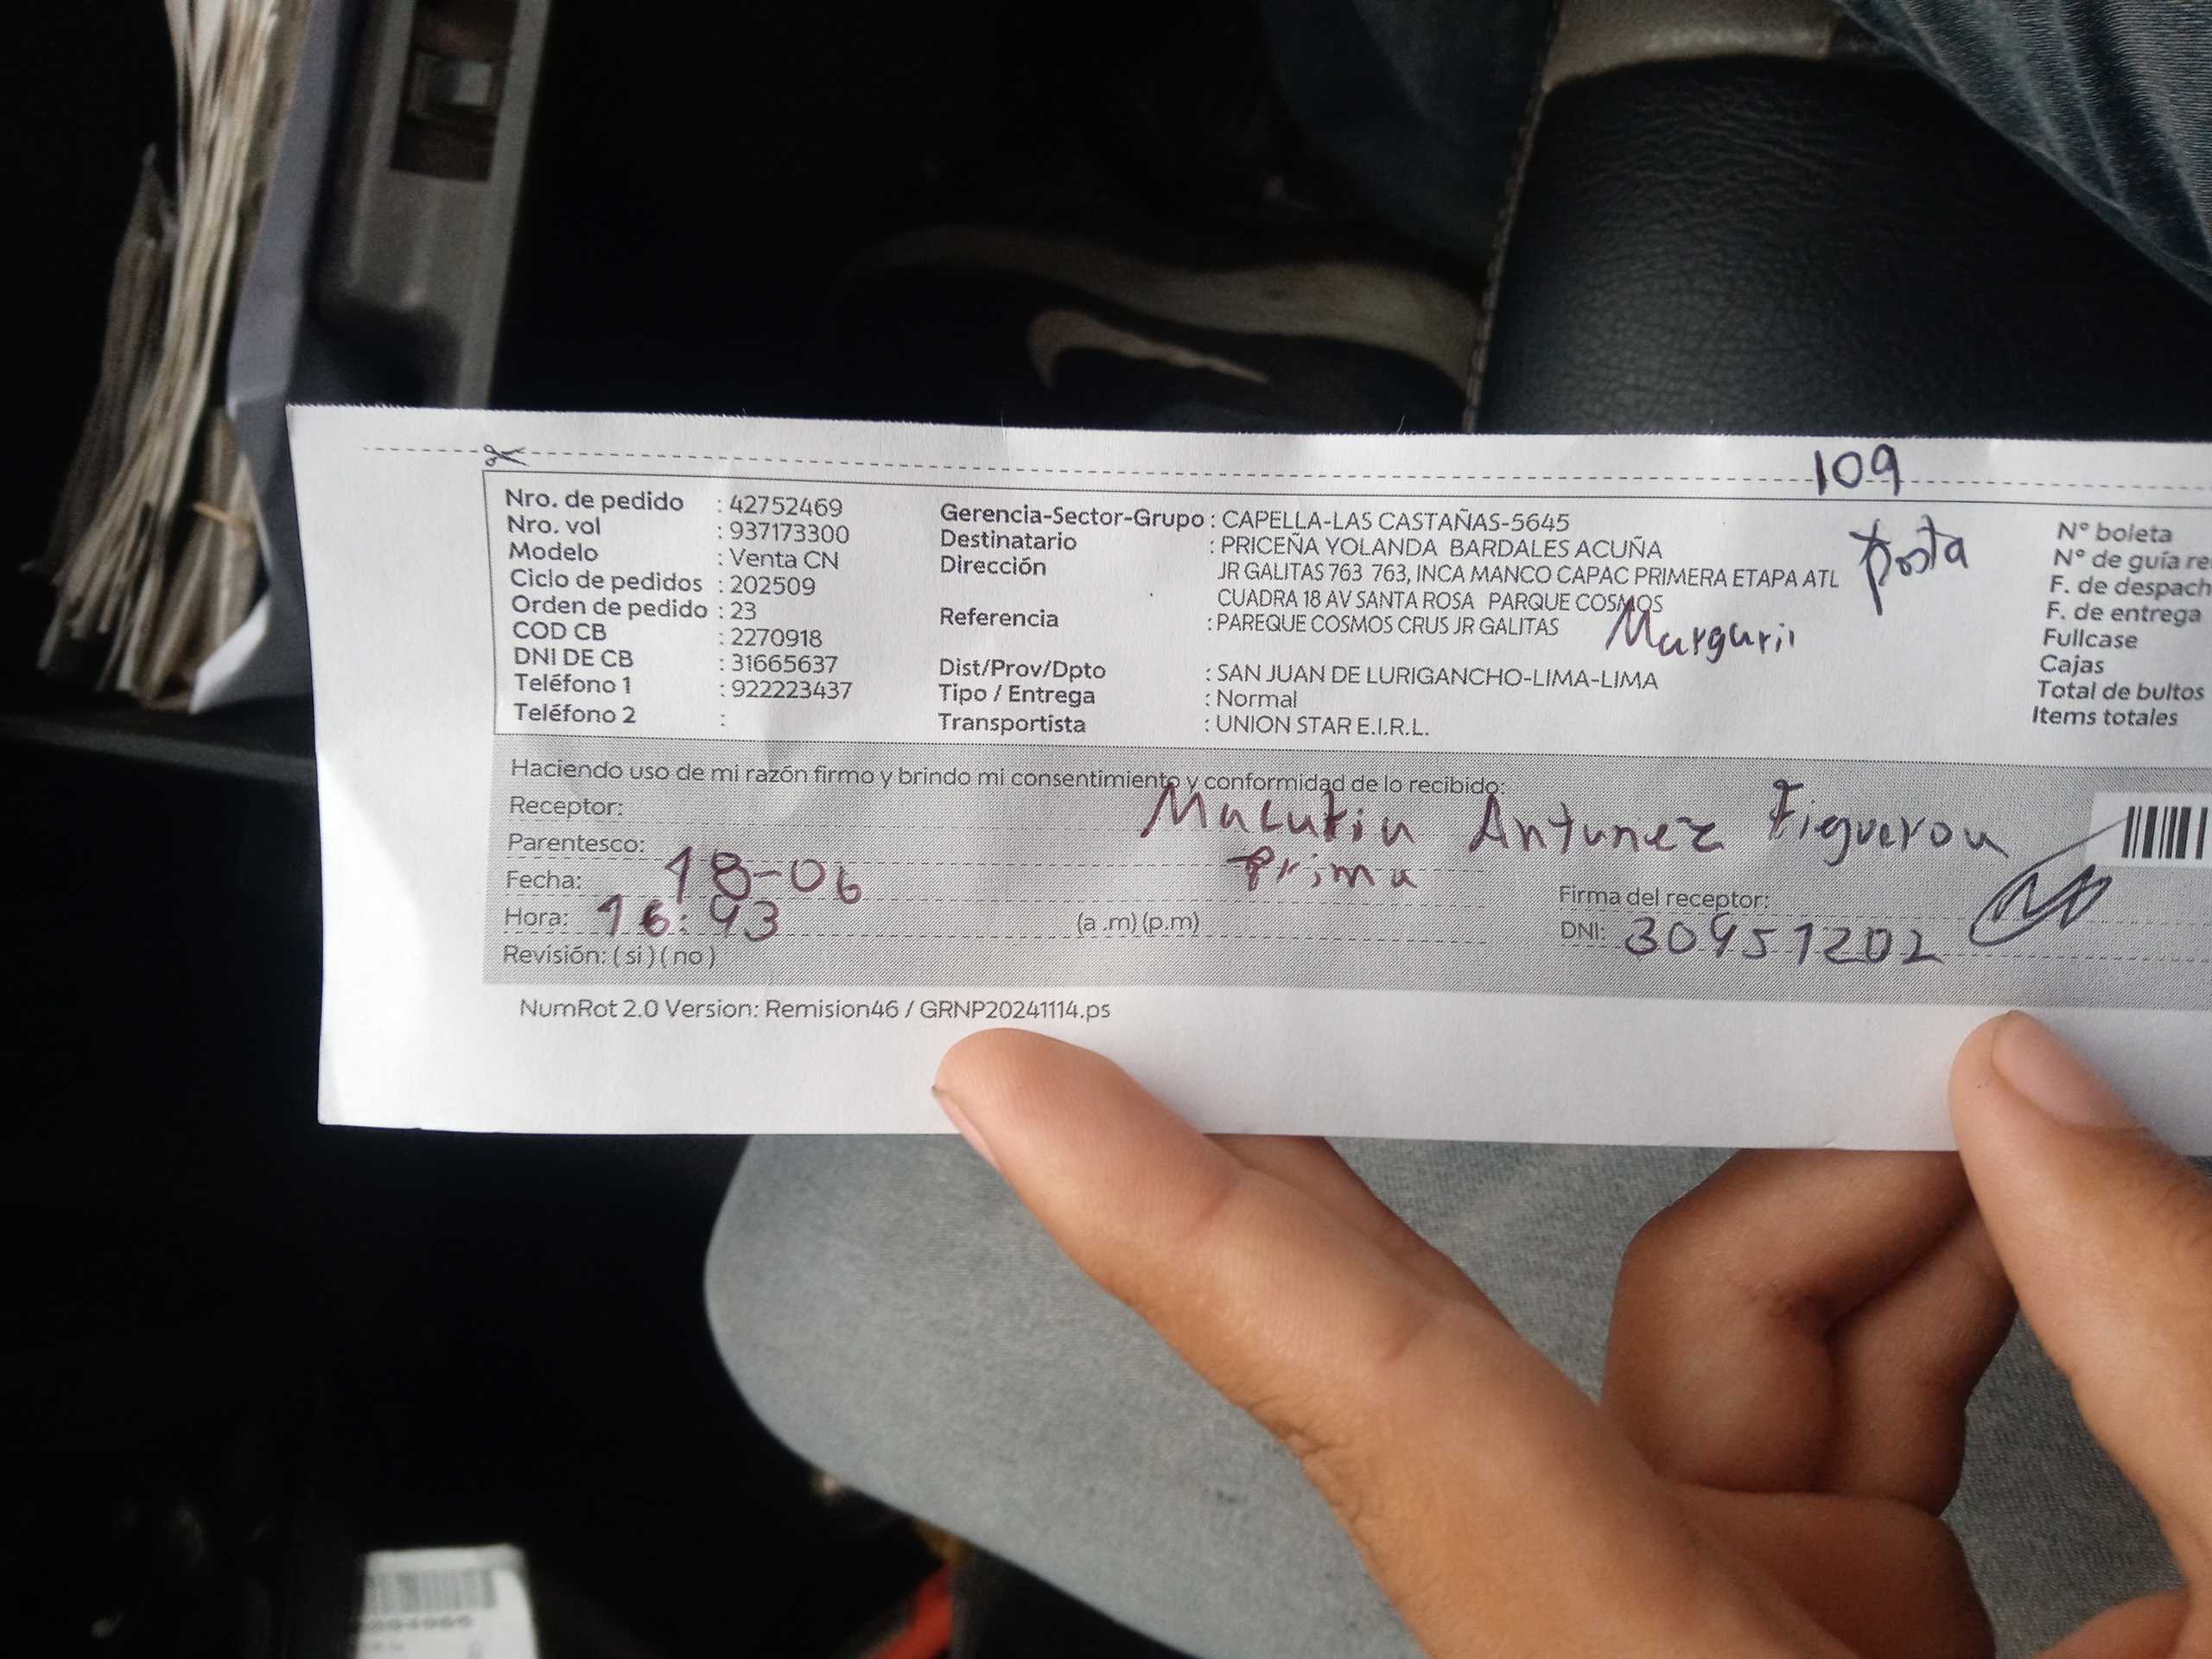 109
Nro. de pedido : 42752469
Nro. vol : 937173300
Modelo : Venta CN
Ciclo de pedidos : 202509
Orden de pedido : 23
COD CB : 2270918
DNI DE CB : 31665637
Teléfono 1 : 922223437
Teléfono 2 :
Gerencia-Sector-Grupo : CAPELLA-LAS CASTAÑAS-5645
Destinatario : PRICEÑA YOLANDA BARDALES ACUÑA
Dirección JR GALITAS 763 763, INCA MANCO CAPAC PRIMERA ETAPA ATL
CUADRA 18 AV SANTA ROSA PARQUE COSMOS
Referencia : PAREQUE COSMOS CRUS JR GALITAS
Dist/Prov/Dpto : SAN JUAN DE LURIGANCHO-LIMA-LIMA
Tipo / Entrega : Normal
Transportista : UNION STAR E.I.R.L.
posta
N° boleta
N° de guía re
F. de despach
F. de entrega
Fullcase
Cajas
Total de bultos
Items totales
Haciendo uso de mi razón firmo y brindo mi consentimiento y conformidad de lo recibido:
Receptor: Antunez Figueroa
Parentesco: Prima
Fecha: 18-06
Hora: 16:43 (a .m) (p.m)
Revisión: ( si ) ( no )
Firma del receptor:
DNI: 30451202
NumRot 2.0 Version: Remision46 / GRNP20241114.ps